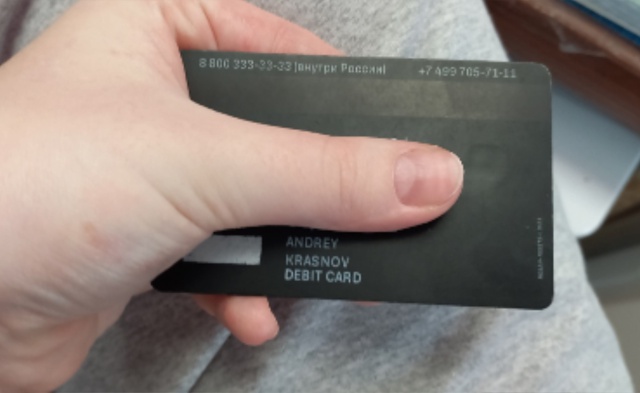 8 800 333-33-33 (внутри России) +7 499 705-71-11
ANDREY
KRASNOV
DEBIT CARD